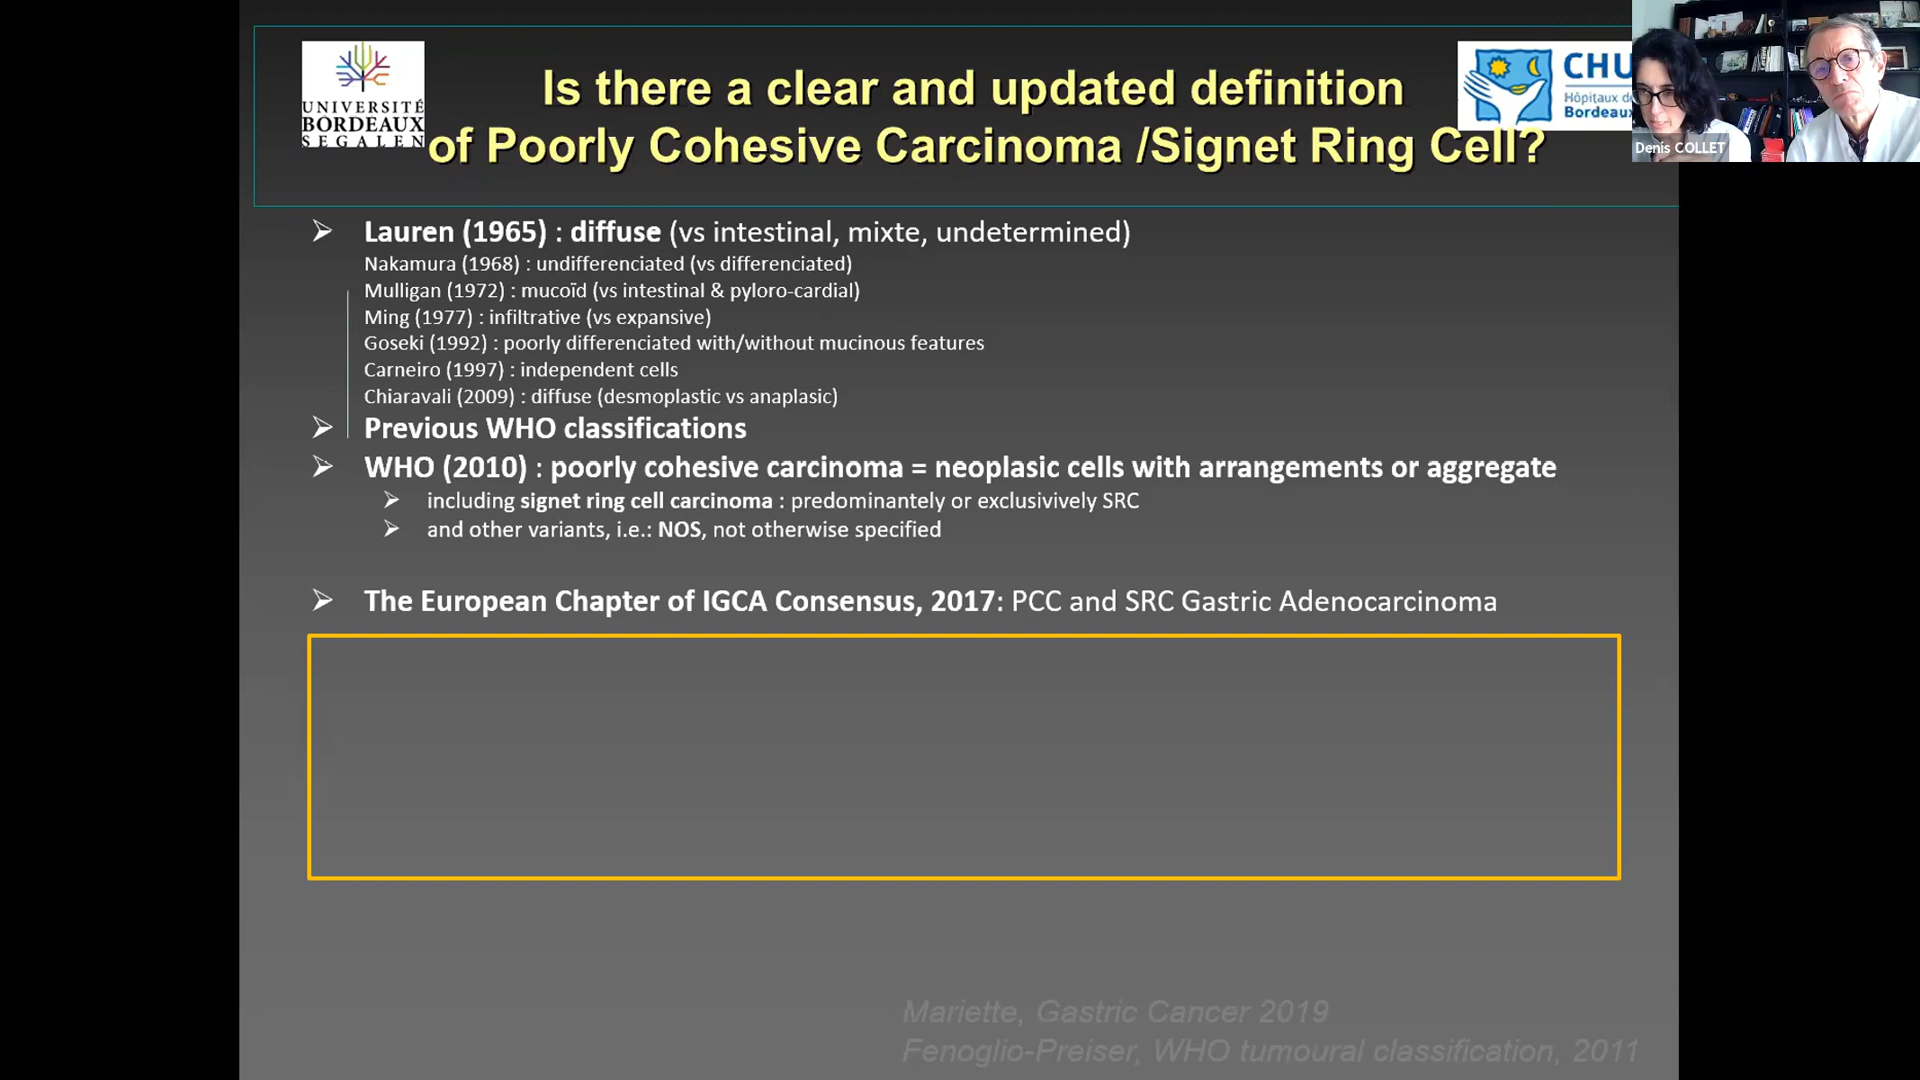 UNIVERSITÉ
BORDEAUX
SEGALEN
Is there a clear and updated definition
of Poorly Cohesive Carcinoma /Signet Ring Cell?
CHU
Hôpitaux de
Bordeaux
Denis COLLET
➢ Lauren (1965) : diffuse (vs intestinal, mixte, undetermined)
Nakamura (1968) : undifferenciated (vs differenciated)
Mulligan (1972) : mucoïd (vs intestinal & pyloro-cardial)
Ming (1977) : infiltrative (vs expansive)
Goseki (1992) : poorly differenciated with/without mucinous features
Carneiro (1997) : independent cells
Chiaravali (2009) : diffuse (desmoplastic vs anaplasic)
➢ Previous WHO classifications
➢ WHO (2010) : poorly cohesive carcinoma = neoplasic cells with arrangements or aggregate
➢ including signet ring cell carcinoma : predominantely or exclusivively SRC
➢ and other variants, i.e.: NOS, not otherwise specified
➢ The European Chapter of IGCA Consensus, 2017: PCC and SRC Gastric Adenocarcinoma
Mariette, Gastric Cancer 2019
Fenoglio-Preiser, WHO tumoural classification, 2011